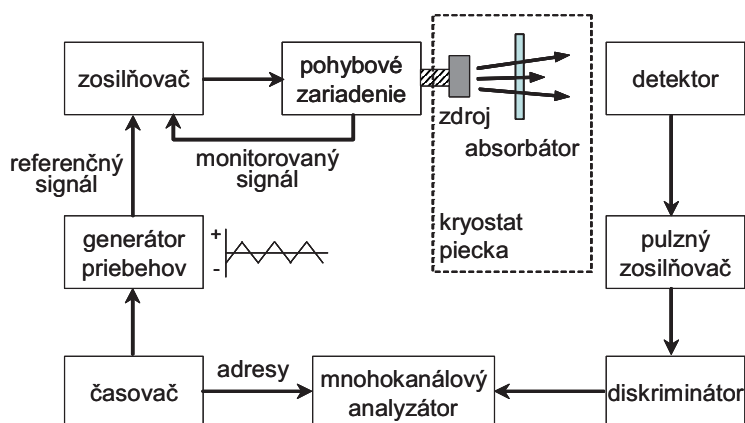 zosilňovač
pohybové
zariadenie
zdroj
absorbátor
detektor
referenčný
signál
monitorovaný
signál
kryostat
piecka
generátor
priebehov
+
-
pulzný
zosilňovač
časovač
adresy
mnohokanálový
analyzátor
diskriminátor